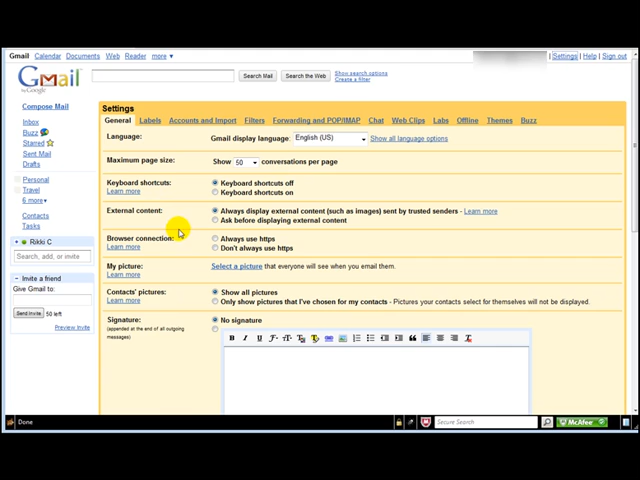 Gmail Calendar Documents Web Reader more ▾ Settings | Help | Sign out
Gmail
by Google
Search Mail Search the Web Show search options
Create a filter
Compose Mail
Inbox
Buzz
Starred
Sent Mail
Drafts
Personal
Travel
6 more▾
Contacts
Tasks
Rikki C
Search, add, or invite
Invite a friend
Give Gmail to:
Send Invite 50 left
Preview Invite
Settings
General Labels Accounts and Import Filters Forwarding and POP/IMAP Chat Web Clips Labs Offline Themes Buzz
Language: Gmail display language: English (US) Show all language options
Maximum page size: Show 50 conversations per page
Keyboard shortcuts: Keyboard shortcuts off
Learn more Keyboard shortcuts on
External content: Always display external content (such as images) sent by trusted senders - Learn more
Ask before displaying external content
Browser connection: Always use https
Learn more Don't always use https
My picture: Select a picture that everyone will see when you email them.
Learn more
Contacts' pictures: Show all pictures
Learn more Only show pictures that I've chosen for my contacts - Pictures your contacts select for themselves will not be displayed.
Signature: No signature
(appended at the end of all outgoing
messages)
B I U
Done Secure Search McAfee